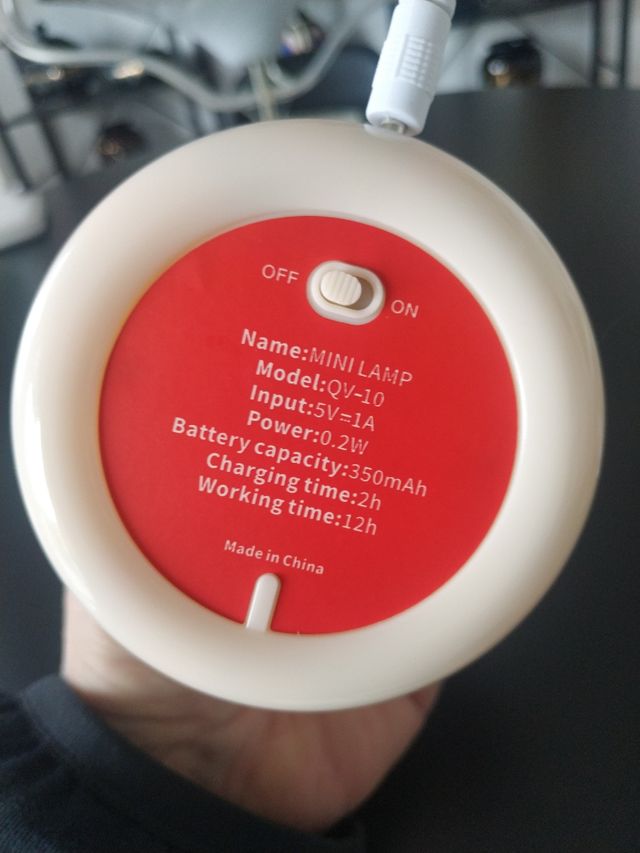 OFF
ON
Name:MINI LAMP
Model:QV-10
Input:5V=1A
Power:0.2W
Battery capacity:350mAh
Charging time:2h
Working time:12h
Made in China